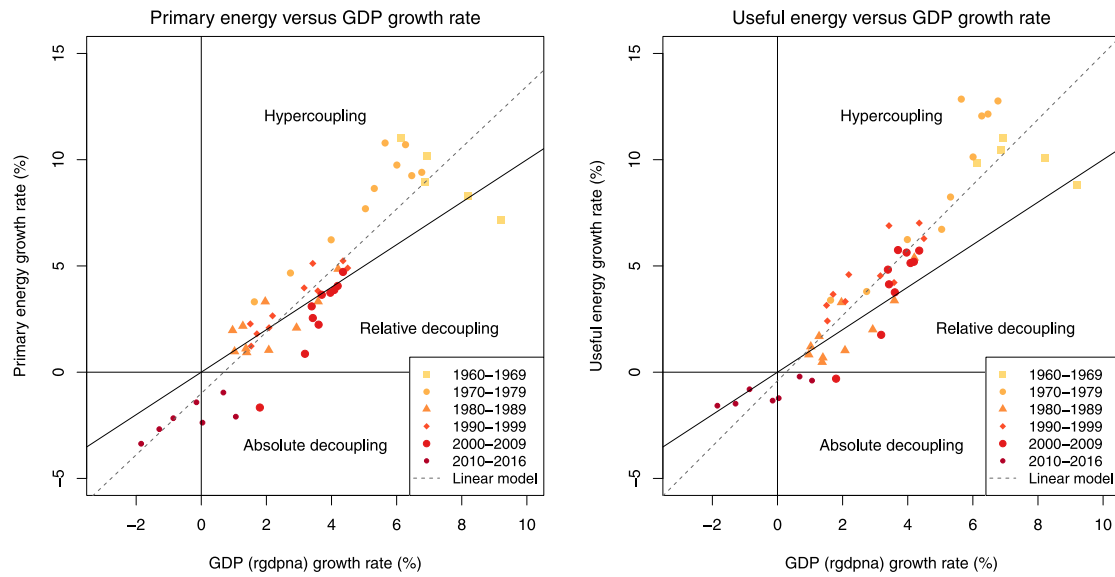 Primary energy versus GDP growth rate
Primary energy growth rate (%)
15
10
5
0
−5
Hypercoupling
Relative decoupling
Absolute decoupling
1960−1969
1970−1979
1980−1989
1990−1999
2000−2009
2010−2016
Linear model
−2 0 2 4 6 8 10
GDP (rgdpna) growth rate (%)
Useful energy versus GDP growth rate
Useful energy growth rate (%)
15
10
5
0
−5
Hypercoupling
Relative decoupling
Absolute decoupling
1960−1969
1970−1979
1980−1989
1990−1999
2000−2009
2010−2016
Linear model
−2 0 2 4 6 8 10
GDP (rgdpna) growth rate (%)